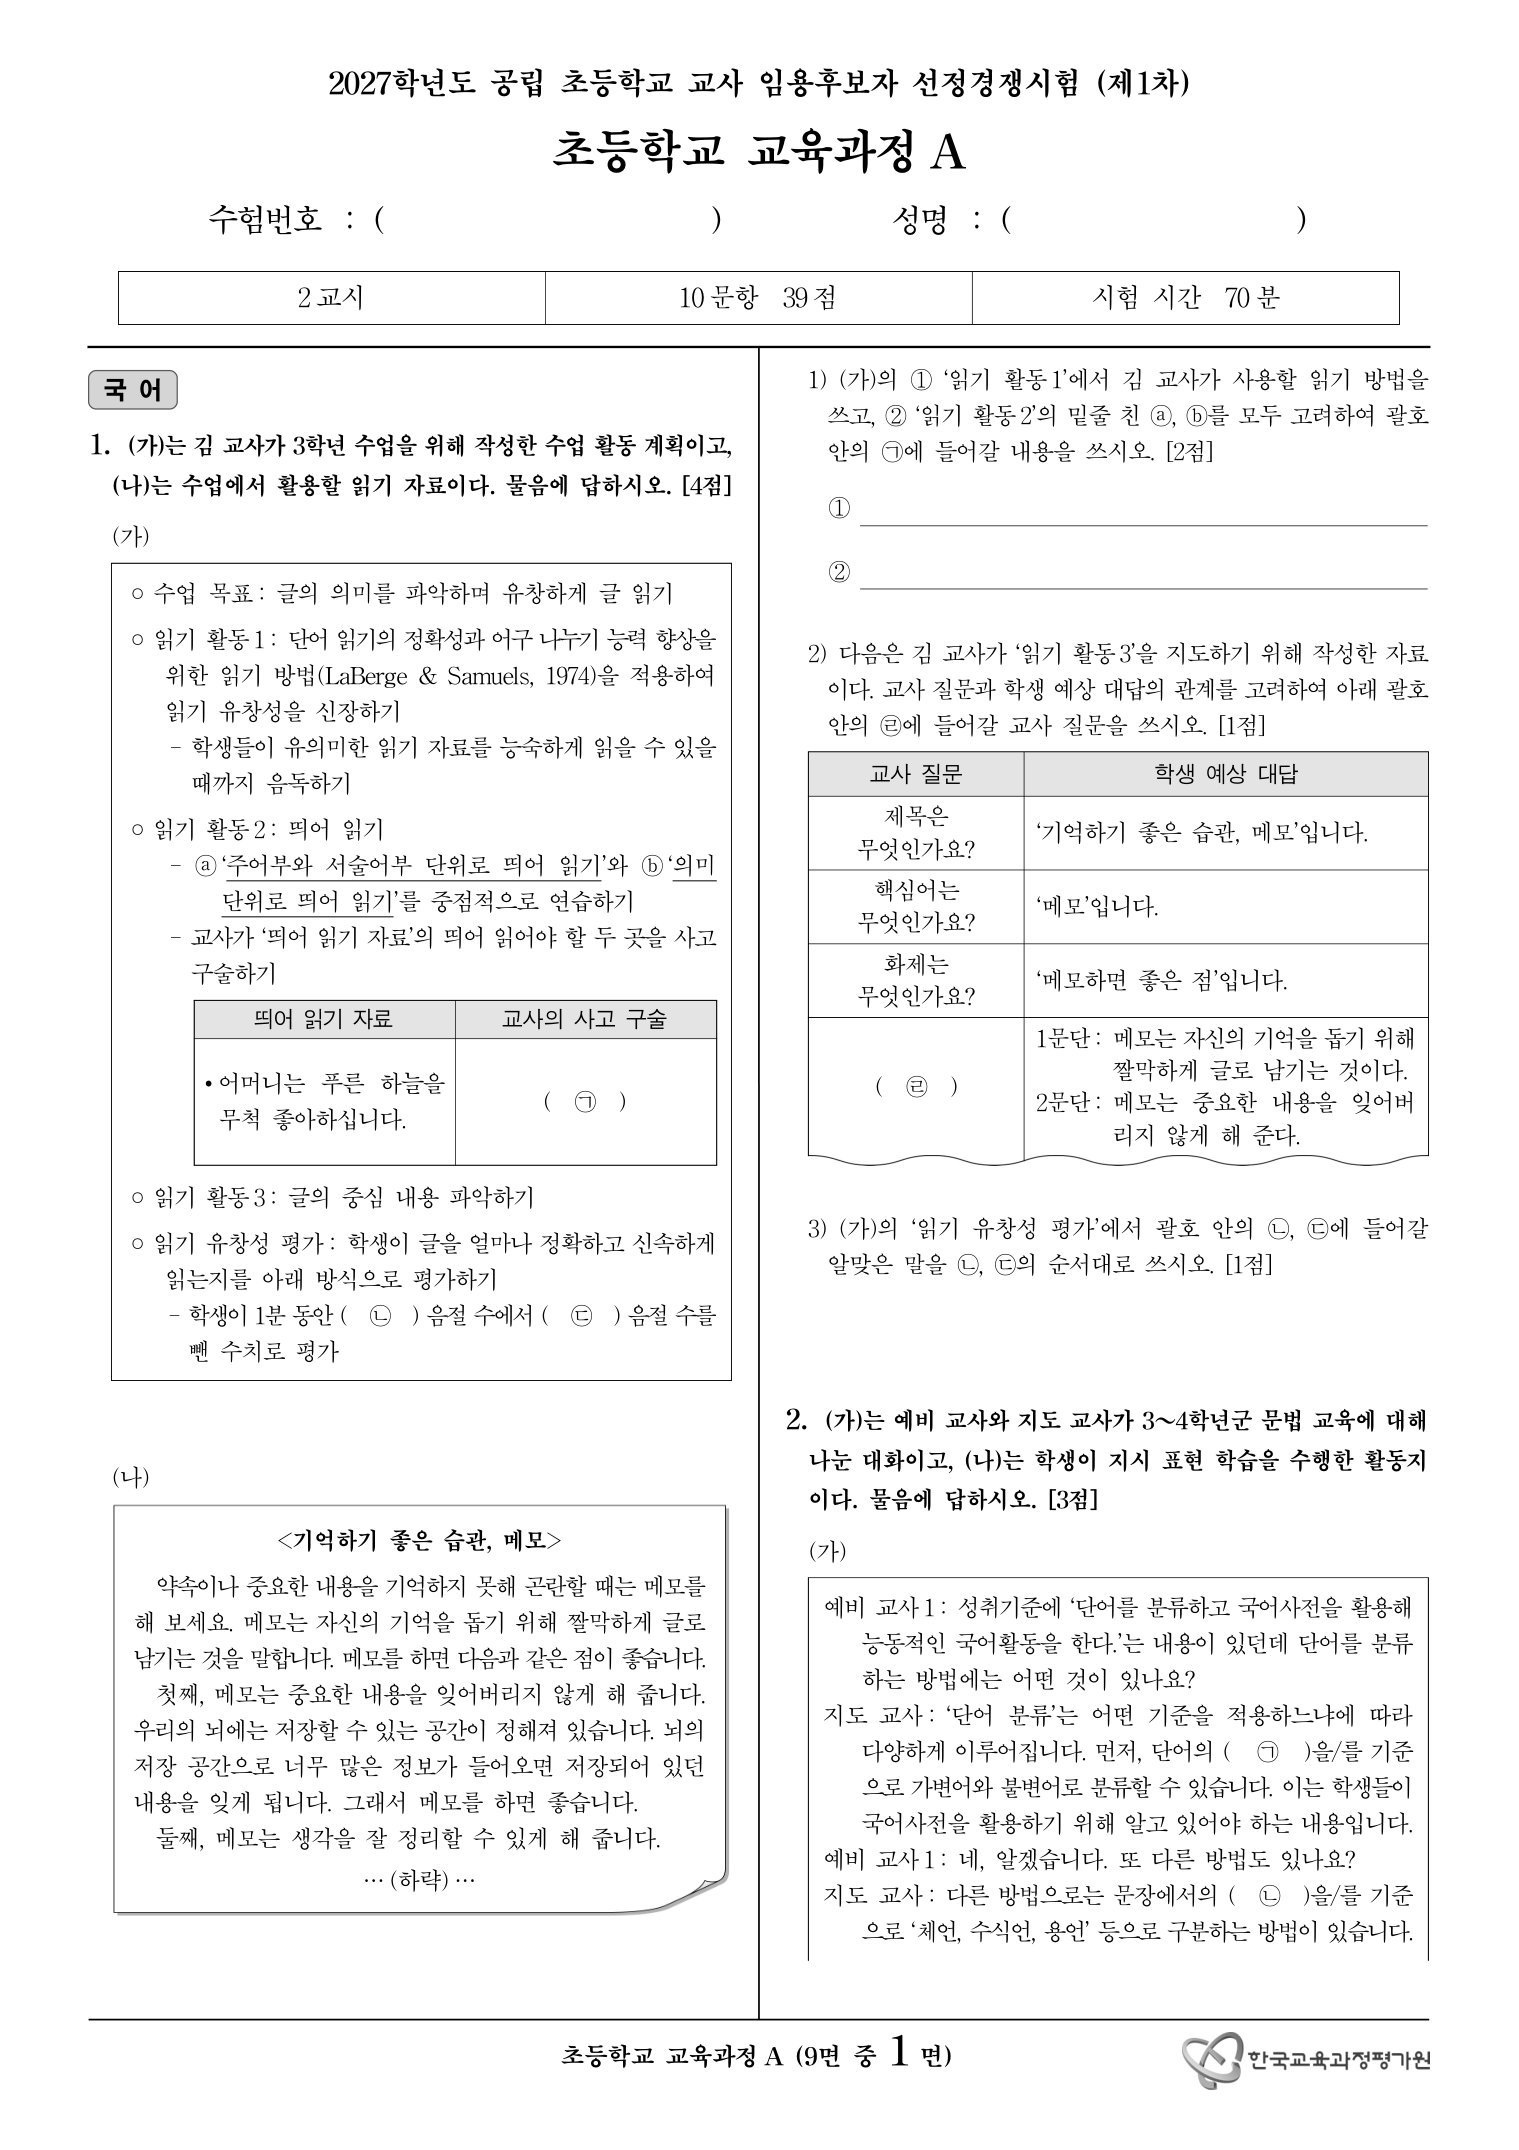 2027학년도 공립 초등학교 교사 임용후보자 선정경쟁시험 (제1차)
초등학교 교육과정 A
수험번호 : ( ) 성명 : ( )
2교시 10문항 39점 시험 시간 70분
국 어
1. (가)는 김 교사가 3학년 수업을 위해 작성한 수업 활동 계획이고,
(나)는 수업에서 활용할 읽기 자료이다. 물음에 답하시오. [4점]
(가)
○ 수업 목표 : 글의 의미를 파악하며 유창하게 글 읽기
○ 읽기 활동 1 : 단어 읽기의 정확성과 어구 나누기 능력 향상을
위한 읽기 방법(LaBerge & Samuels, 1974)을 적용하여
읽기 유창성을 신장하기
- 학생들이 유의미한 읽기 자료를 능숙하게 읽을 수 있을
때까지 음독하기
○ 읽기 활동 2 : 띄어 읽기
- ⓐ ‘주어부와 서술어부 단위로 띄어 읽기’와 ⓑ ‘의미
단위로 띄어 읽기’를 중점적으로 연습하기
- 교사가 ‘띄어 읽기 자료’의 띄어 읽어야 할 두 곳을 사고
구술하기
띄어 읽기 자료 교사의 사고 구술
• 어머니는 푸른 하늘을
무척 좋아하십니다.
( ㉠ )
○ 읽기 활동 3 : 글의 중심 내용 파악하기
○ 읽기 유창성 평가 : 학생이 글을 얼마나 정확하고 신속하게
읽는지를 아래 방식으로 평가하기
- 학생이 1분 동안 ( ㉡ ) 음절 수에서 ( ㉢ ) 음절 수를
뺀 수치로 평가
(나)
<기억하기 좋은 습관, 메모>
약속이나 중요한 내용을 기억하지 못해 곤란할 때는 메모를
해 보세요. 메모는 자신의 기억을 돕기 위해 짤막하게 글로
남기는 것을 말합니다. 메모를 하면 다음과 같은 점이 좋습니다.
첫째, 메모는 중요한 내용을 잊어버리지 않게 해 줍니다.
우리의 뇌에는 저장할 수 있는 공간이 정해져 있습니다. 뇌의
저장 공간으로 너무 많은 정보가 들어오면 저장되어 있던
내용을 잊게 됩니다. 그래서 메모를 하면 좋습니다.
둘째, 메모는 생각을 잘 정리할 수 있게 해 줍니다.
… (하략) …
1) (가)의 ① ‘읽기 활동 1’에서 김 교사가 사용할 읽기 방법을
쓰고, ② ‘읽기 활동 2’의 밑줄 친 ⓐ, ⓑ를 모두 고려하여 괄호
안의 ㉠에 들어갈 내용을 쓰시오. [2점]
①
②
2) 다음은 김 교사가 ‘읽기 활동 3’을 지도하기 위해 작성한 자료
이다. 교사 질문과 학생 예상 대답의 관계를 고려하여 아래 괄호
안의 ㉣에 들어갈 교사 질문을 쓰시오. [1점]
교사 질문 학생 예상 대답
제목은
무엇인가요?
‘기억하기 좋은 습관, 메모’입니다.
핵심어는
무엇인가요?
‘메모’입니다.
화제는
무엇인가요?
‘메모하면 좋은 점’입니다.
( ㉣ )
1문단 : 메모는 자신의 기억을 돕기 위해
짤막하게 글로 남기는 것이다.
2문단 : 메모는 중요한 내용을 잊어버
리지 않게 해 준다.
3) (가)의 ‘읽기 유창성 평가’에서 괄호 안의 ㉡, ㉢에 들어갈
알맞은 말을 ㉡, ㉢의 순서대로 쓰시오. [1점]
2. (가)는 예비 교사와 지도 교사가 3～4학년군 문법 교육에 대해
나눈 대화이고, (나)는 학생이 지시 표현 학습을 수행한 활동지
이다. 물음에 답하시오. [3점]
(가)
예비 교사 1 : 성취기준에 ‘단어를 분류하고 국어사전을 활용해
능동적인 국어활동을 한다.’는 내용이 있던데 단어를 분류
하는 방법에는 어떤 것이 있나요?
지도 교사 : ‘단어 분류’는 어떤 기준을 적용하느냐에 따라
다양하게 이루어집니다. 먼저, 단어의 ( ㉠ )을/를 기준
으로 가변어와 불변어로 분류할 수 있습니다. 이는 학생들이
국어사전을 활용하기 위해 알고 있어야 하는 내용입니다.
예비 교사 1 : 네, 알겠습니다. 또 다른 방법도 있나요?
지도 교사 : 다른 방법으로는 문장에서의 ( ㉡ )을/를 기준
으로 ‘체언, 수식언, 용언’ 등으로 구분하는 방법이 있습니다.
초등학교 교육과정 A (9면 중 1 면)
한국교육과정평가원